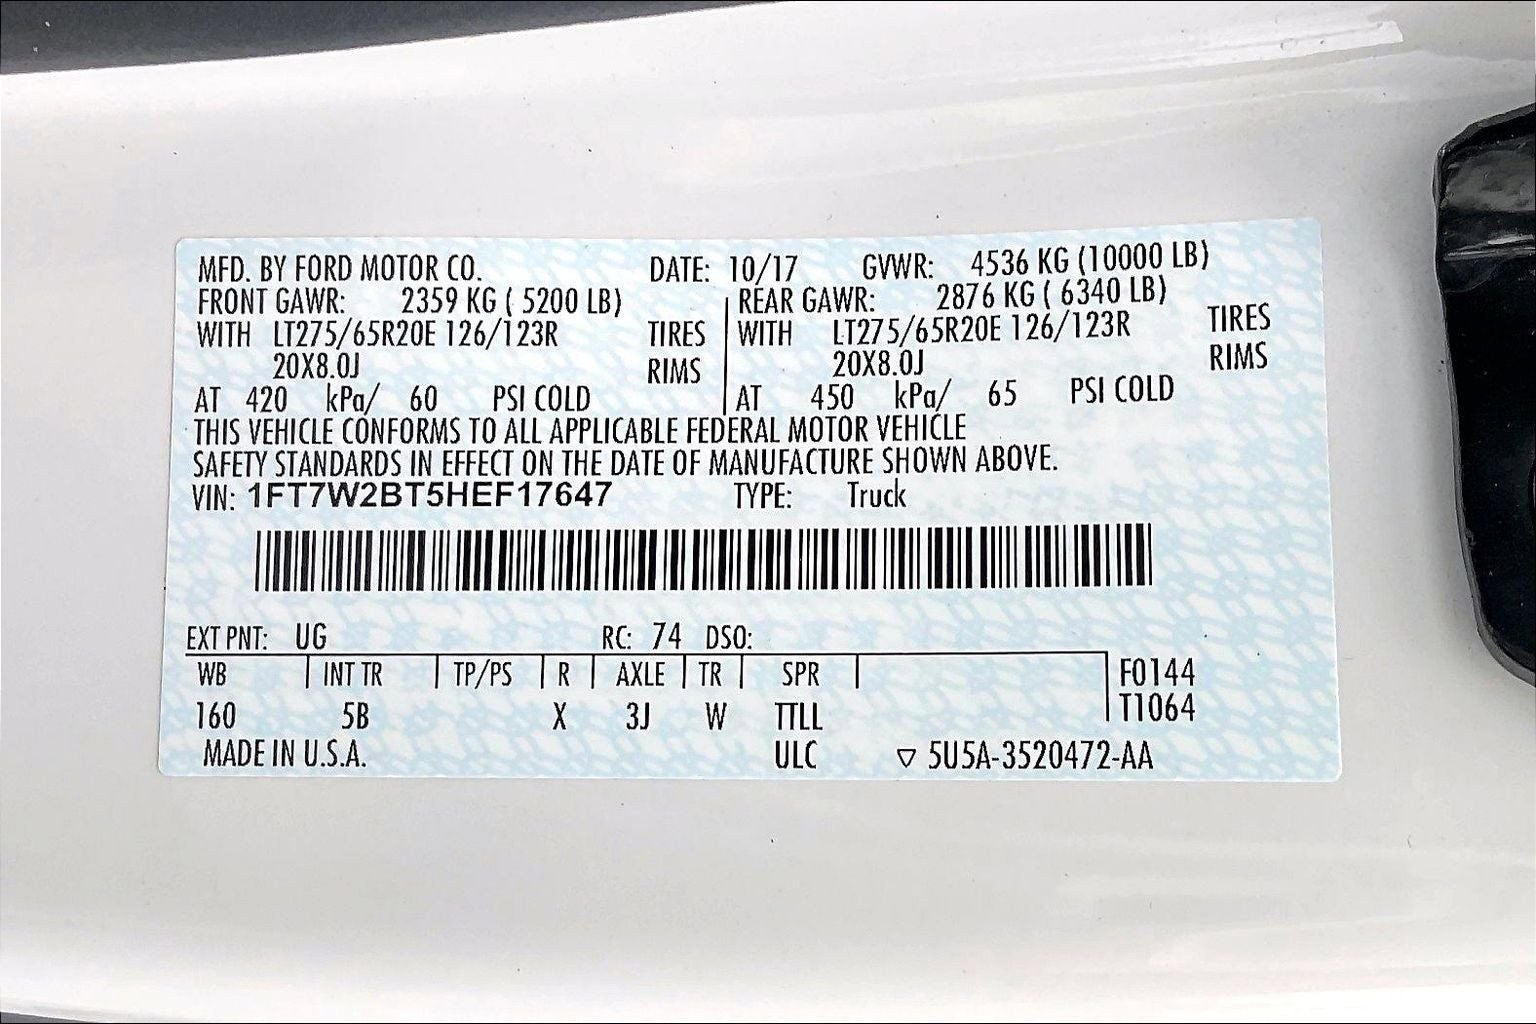 MFD. BY FORD MOTOR CO. DATE: 10/17 GVWR: 4536 KG (10000 LB)
FRONT GAWR: 2359 KG ( 5200 LB) REAR GAWR: 2876 KG ( 6340 LB)
WITH LT275/65R20E 126/123R TIRES WITH LT275/65R20E 126/123R TIRES
20X8.0J RIMS 20X8.0J RIMS
AT 420 kPa/ 60 PSI COLD AT 450 kPa/ 65 PSI COLD
THIS VEHICLE CONFORMS TO ALL APPLICABLE FEDERAL MOTOR VEHICLE
SAFETY STANDARDS IN EFFECT ON THE DATE OF MANUFACTURE SHOWN ABOVE.
VIN: 1FT7W2BT5HEF17647 TYPE: Truck
EXT PNT: UG RC: 74 DSO:
WB INT TR TP/PS R AXLE TR SPR F0144
160 5B X 3J W TTLL T1064
MADE IN U.S.A. ULC ▽ 5U5A-3520472-AA